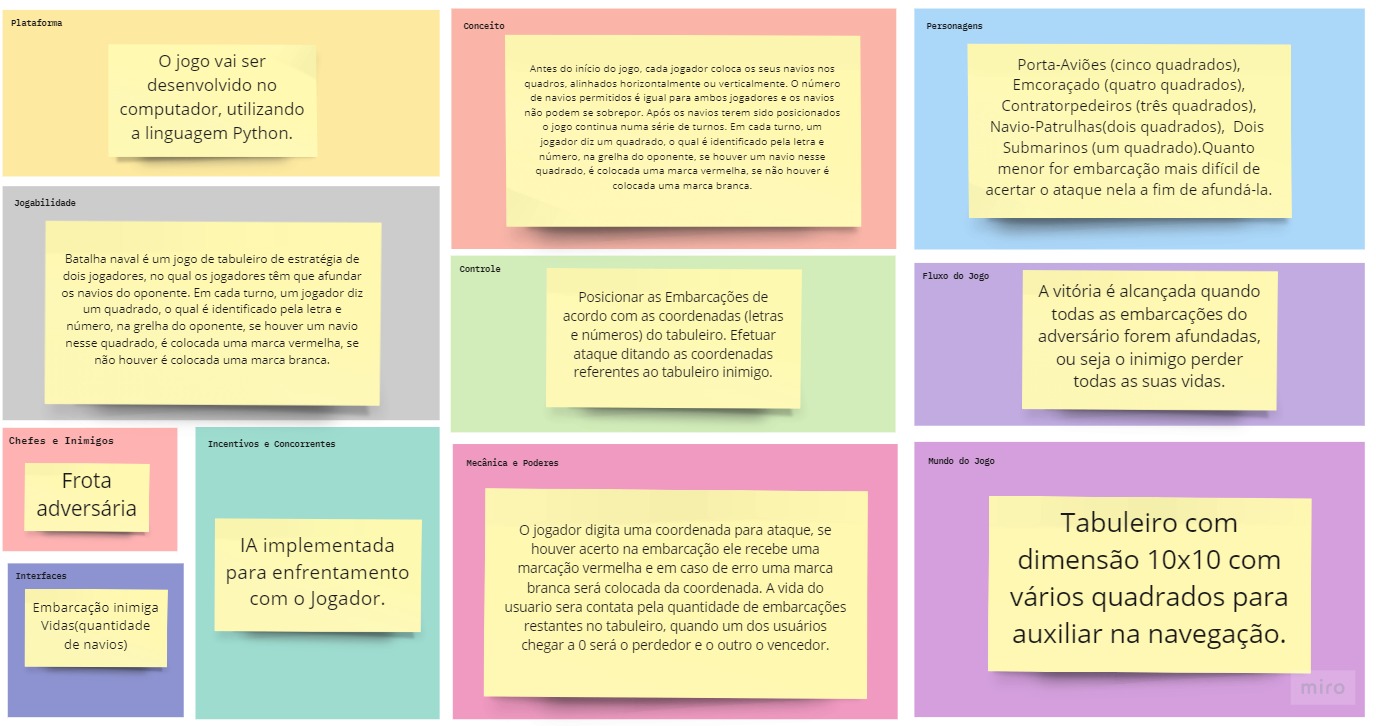 Plataforma
O jogo vai ser
desenvolvido no
computador, utilizando
a linguagem Python.
Jogabilidade
Batalha naval é um jogo de tabuleiro de estratégia de
dois jogadores, no qual os jogadores têm que afundar
os navios do oponente. Em cada turno, um jogador diz
um quadrado, o qual é identificado pela letra e
número, na grelha do oponente, se houver um navio
nesse quadrado, é colocada uma marca vermelha, se
não houver é colocada uma marca branca.
Chefes e Inimigos
Frota
adversária
Interfaces
Embarcação inimiga
Vidas(quantidade
de navios)
Incentivos e Concorrentes
IA implementada
para enfrentamento
com o Jogador.
Conceito
Antes do início do jogo, cada jogador coloca os seus navios nos
quadros, alinhados horizontalmente ou verticalmente. O número
de navios permitidos é igual para ambos jogadores e os navios
não podem se sobrepor. Após os navios terem sido posicionados
o jogo continua numa série de turnos. Em cada turno, um
jogador diz um quadrado, o qual é identificado pela letra e
número, na grelha do oponente, se houver um navio nesse
quadrado, é colocada uma marca vermelha, se não houver é
colocada uma marca branca.
Controle
Posicionar as Embarcações de
acordo com as coordenadas (letras
e números) do tabuleiro. Efetuar
ataque ditando as coordenadas
referentes ao tabuleiro inimigo.
Mecânica e Poderes
O jogador digita uma coordenada para ataque, se
houver acerto na embarcação ele recebe uma
marcação vermelha e em caso de erro uma marca
branca será colocada da coordenada. A vida do
usuario sera contata pela quantidade de embarcações
restantes no tabuleiro, quando um dos usuários
chegar a 0 será o perdedor e o outro o vencedor.
Personagens
Porta-Aviões (cinco quadrados),
Emcoraçado (quatro quadrados),
Contratorpedeiros (três quadrados),
Navio-Patrulhas(dois quadrados),  Dois
Submarinos (um quadrado).Quanto
menor for embarcação mais difícil de
acertar o ataque nela a fim de afundá-la.
Fluxo do Jogo
A vitória é alcançada quando
todas as embarcações do
adversário forem afundadas,
ou seja o inimigo perder
todas as suas vidas.
Mundo do Jogo
Tabuleiro com
dimensão 10x10 com
vários quadrados para
auxiliar na navegação.
miro